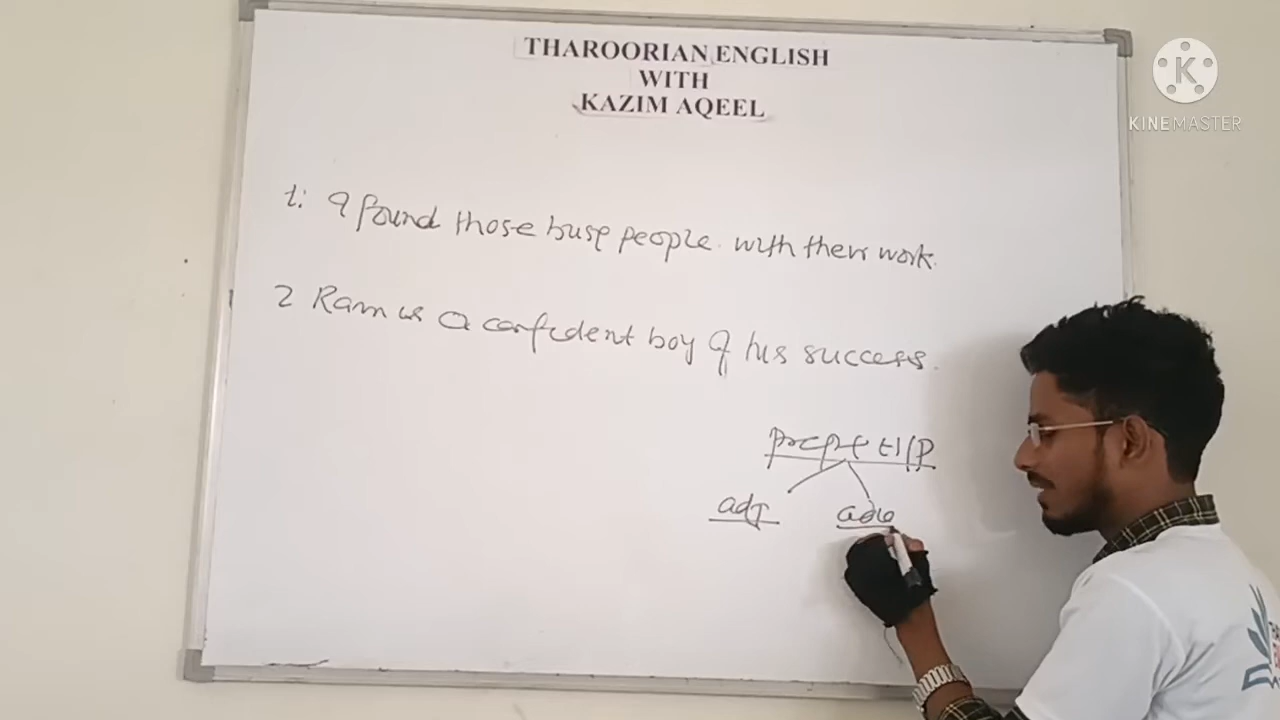 THAROORIAN ENGLISH
WITH
KAZIM AQEEL
K
KINEMASTER
1: I found those busy people with their work.
2 Ram is a confident boy of his success.
adj adv